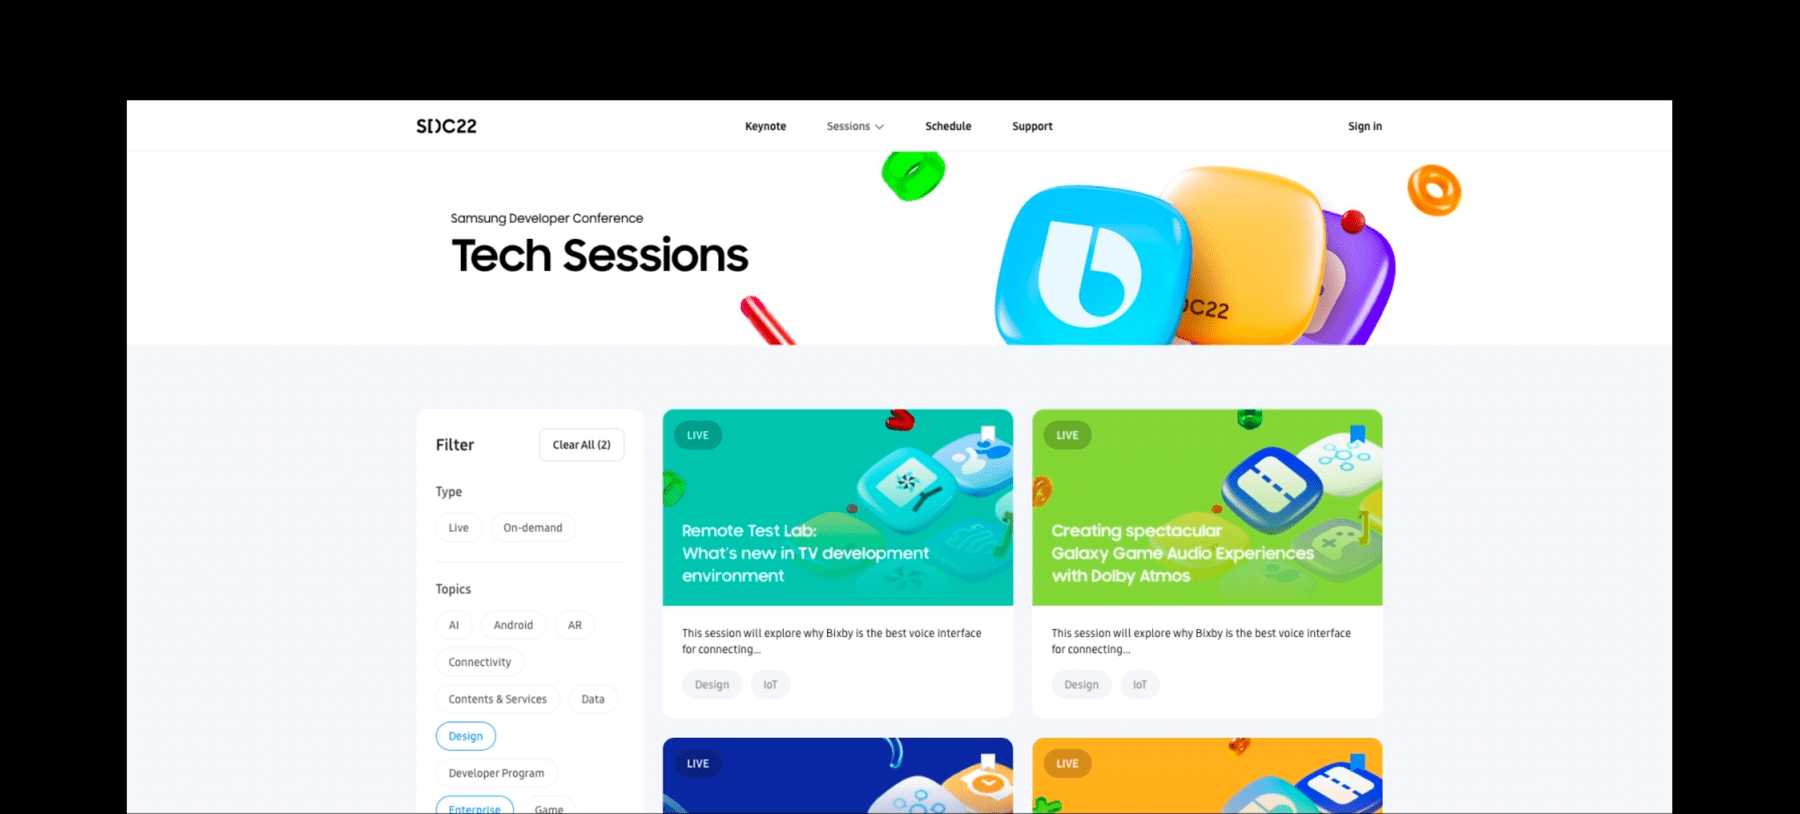 SDC22
Keynote
Sessions
Schedule
Support
Sign in
Samsung Developer Conference
Tech Sessions
DC22
Filter
Clear All (2)
Type
Live
On-demand
Topics
AI
Android
AR
Connectivity
Contents & Services
Data
Design
Developer Program
Enterprise
Game
LIVE
Remote Test Lab:
What's new in TV development
environment
This session will explore why Bixby is the best voice interface
for connecting...
Design
IoT
LIVE
Creating spectacular
Galaxy Game Audio Experiences
with Dolby Atmos
This session will explore why Bixby is the best voice interface
for connecting...
Design
IoT
LIVE
LIVE